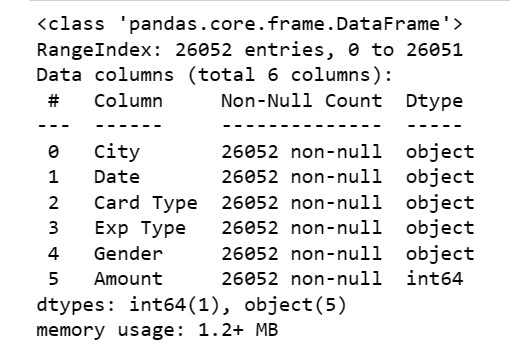 <class 'pandas.core.frame.DataFrame'>
RangeIndex: 26052 entries, 0 to 26051
Data columns (total 6 columns):
 #   Column     Non-Null Count  Dtype
---  ------     --------------  -----
 0   City       26052 non-null  object
 1   Date       26052 non-null  object
 2   Card Type  26052 non-null  object
 3   Exp Type   26052 non-null  object
 4   Gender     26052 non-null  object
 5   Amount     26052 non-null  int64
dtypes: int64(1), object(5)
memory usage: 1.2+ MB